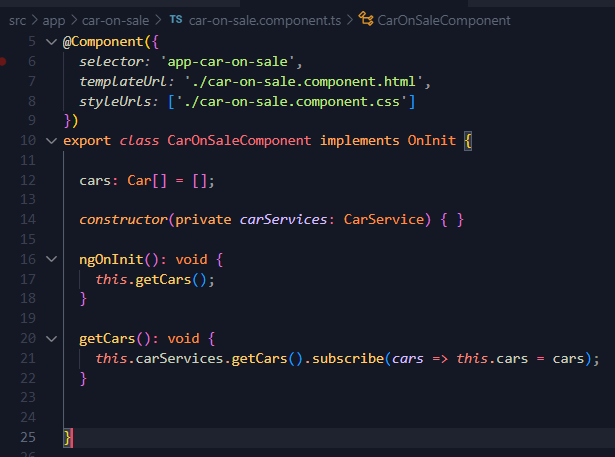 src > app > car-on-sale > TS car-on-sale.component.ts > CarOnSaleComponent
5 @Component({
6 selector: 'app-car-on-sale',
7 templateUrl: './car-on-sale.component.html',
8 styleUrls: ['./car-on-sale.component.css']
9 })
10 export class CarOnSaleComponent implements OnInit {
11
12 cars: Car[] = [];
13
14 constructor(private carServices: CarService) { }
15
16 ngOnInit(): void {
17 this.getCars();
18 }
19
20 getCars(): void {
21 this.carServices.getCars().subscribe(cars => this.cars = cars);
22 }
23
24
25 }
26